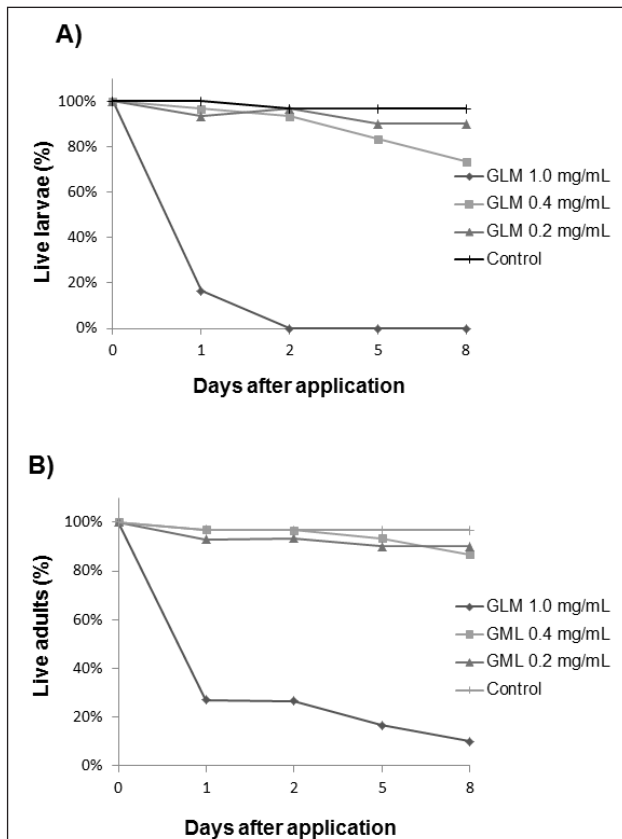 A)
100%
80%
60%
40%
20%
0%
Live larvae (%)
0 1 2 5 8
Days after application
GLM 1.0 mg/mL
GLM 0.4 mg/mL
GLM 0.2 mg/mL
Control
B)
100%
80%
60%
40%
20%
0%
Live adults (%)
0 1 2 5 8
Days after application
GLM 1.0 mg/mL
GML 0.4 mg/mL
GML 0.2 mg/mL
Control